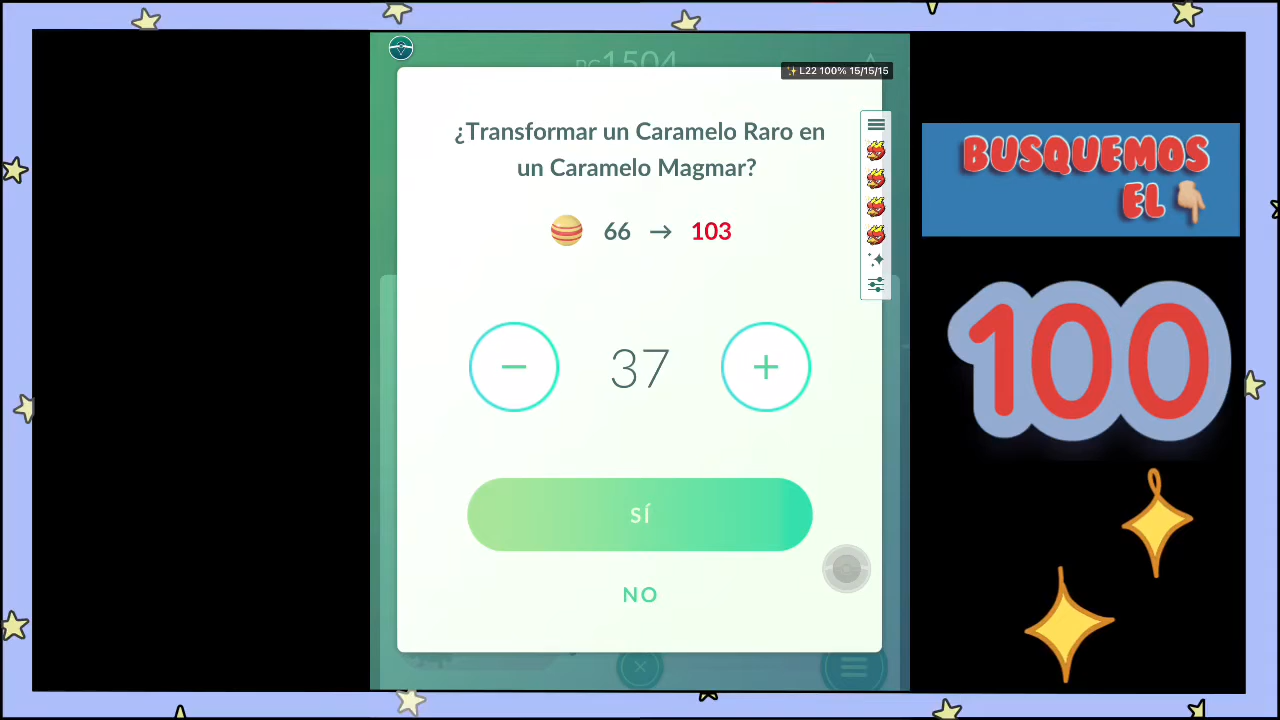 PC1504
✨ L22 100% 15/15/15
¿Transformar un Caramelo Raro en
un Caramelo Magmar?
66 → 103
− 37 +
SÍ
NO
BUSQUEMOS
EL 👇
100